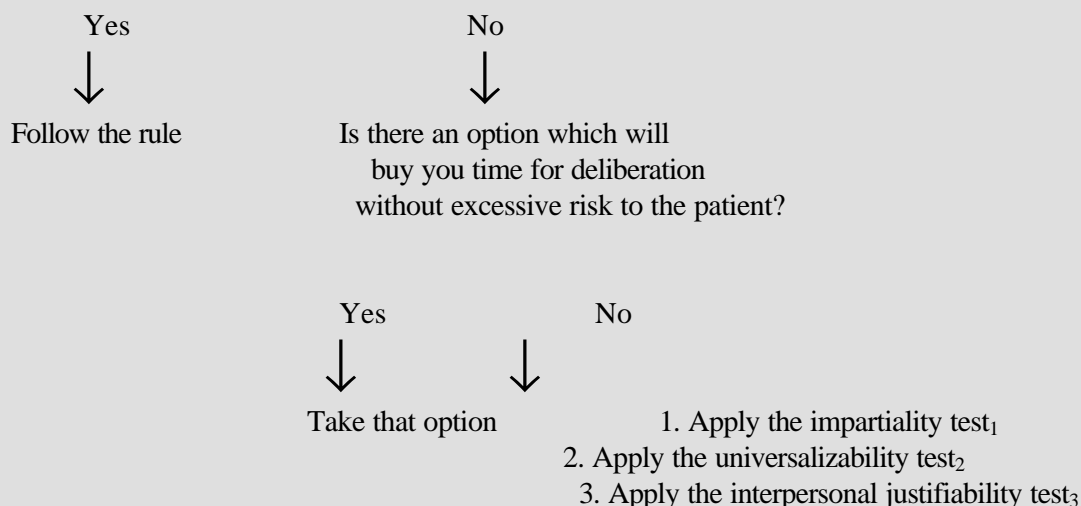 Yes No
Follow the rule Is there an option which will
buy you time for deliberation
without excessive risk to the patient?
Yes No
Take that option 1. Apply the impartiality test₁
2. Apply the universalizability test₂
3. Apply the interpersonal justifiability test₃